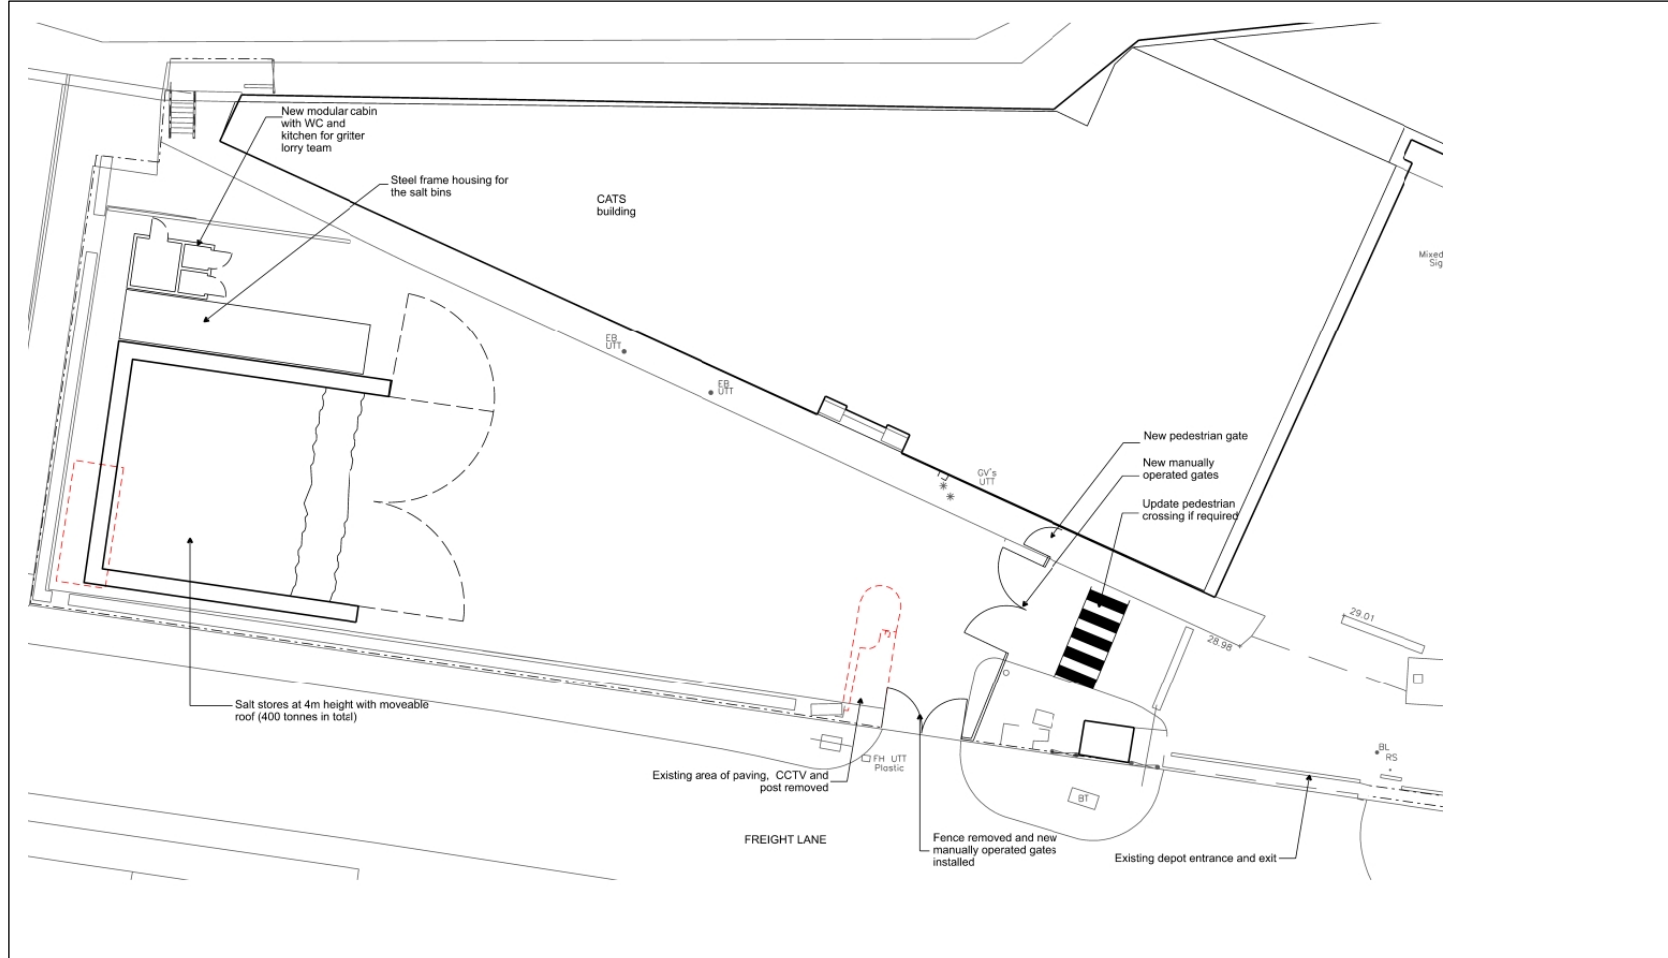 New modular cabin
with WC and
kitchen for gritter
lorry team
Steel frame housing for
the salt bins
CATS
building
Mixed
Sig
EB
UTT
EB
UTT
New pedestrian gate
New manually
operated gates
Update pedestrian
crossing if required
GV's
UTT
29.01
28.98
Salt stores at 4m height with moveable
roof (400 tonnes in total)
BL
RS
FH UTT
Plastic
Existing area of paving, CCTV and
post removed
BT
FREIGHT LANE
Fence removed and new
manually operated gates
installed
Existing depot entrance and exit